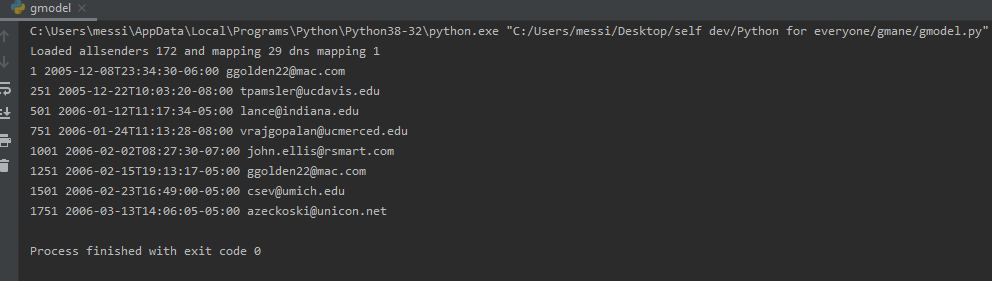 gmodel
C:\Users\messi\AppData\Local\Programs\Python\Python38-32\python.exe "C:/Users/messi/Desktop/self dev/Python for everyone/gmane/gmodel.py"
Loaded allsenders 172 and mapping 29 dns mapping 1
1 2005-12-08T23:34:30-06:00 ggolden22@mac.com
251 2005-12-22T10:03:20-08:00 tpamsler@ucdavis.edu
501 2006-01-12T11:17:34-05:00 lance@indiana.edu
751 2006-01-24T11:13:28-08:00 vrajgopalan@ucmerced.edu
1001 2006-02-02T08:27:30-07:00 john.ellis@rsmart.com
1251 2006-02-15T19:13:17-05:00 ggolden22@mac.com
1501 2006-02-23T16:49:00-05:00 csev@umich.edu
1751 2006-03-13T14:06:05-05:00 azeckoski@unicon.net
Process finished with exit code 0